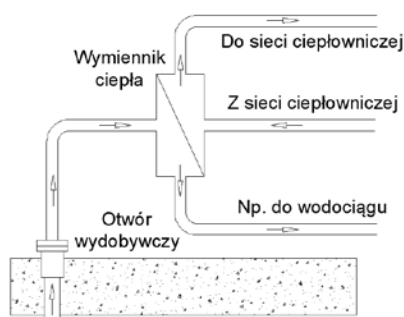 Do sieci ciepłowniczej
Wymiennik
ciepła
Z sieci ciepłowniczej
Np. do wodociągu
Otwór
wydobywczy